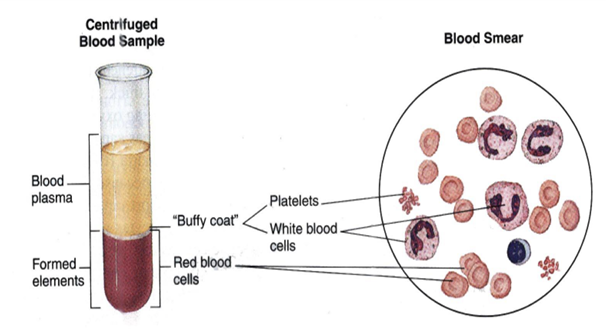 Centrifuged
Blood Sample
Blood Smear
Blood
plasma
Platelets
"Buffy coat"
White blood
cells
Formed
elements
Red blood
cells